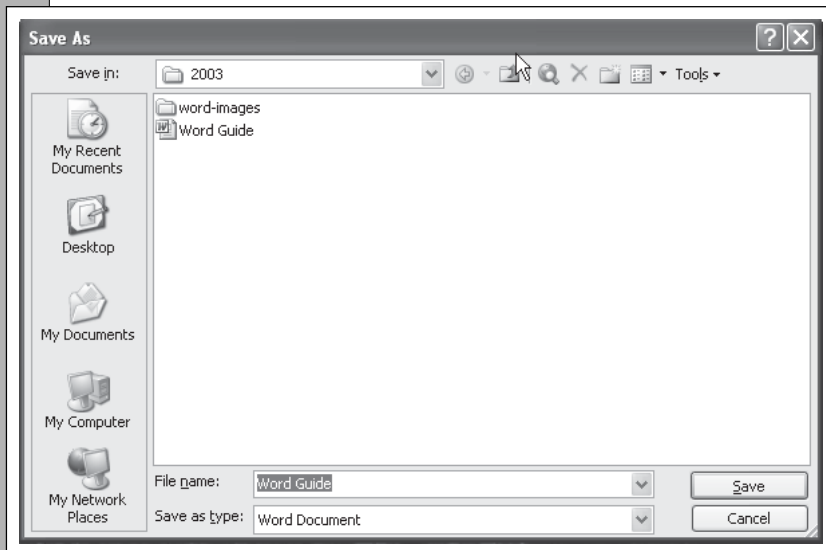 Save As
Save in:
2003
Tools
My Recent
Documents
Desktop
My Documents
My Computer
My Network
Places
word-images
Word Guide
File name:
Word Guide
Save
Save as type:
Word Document
Cancel